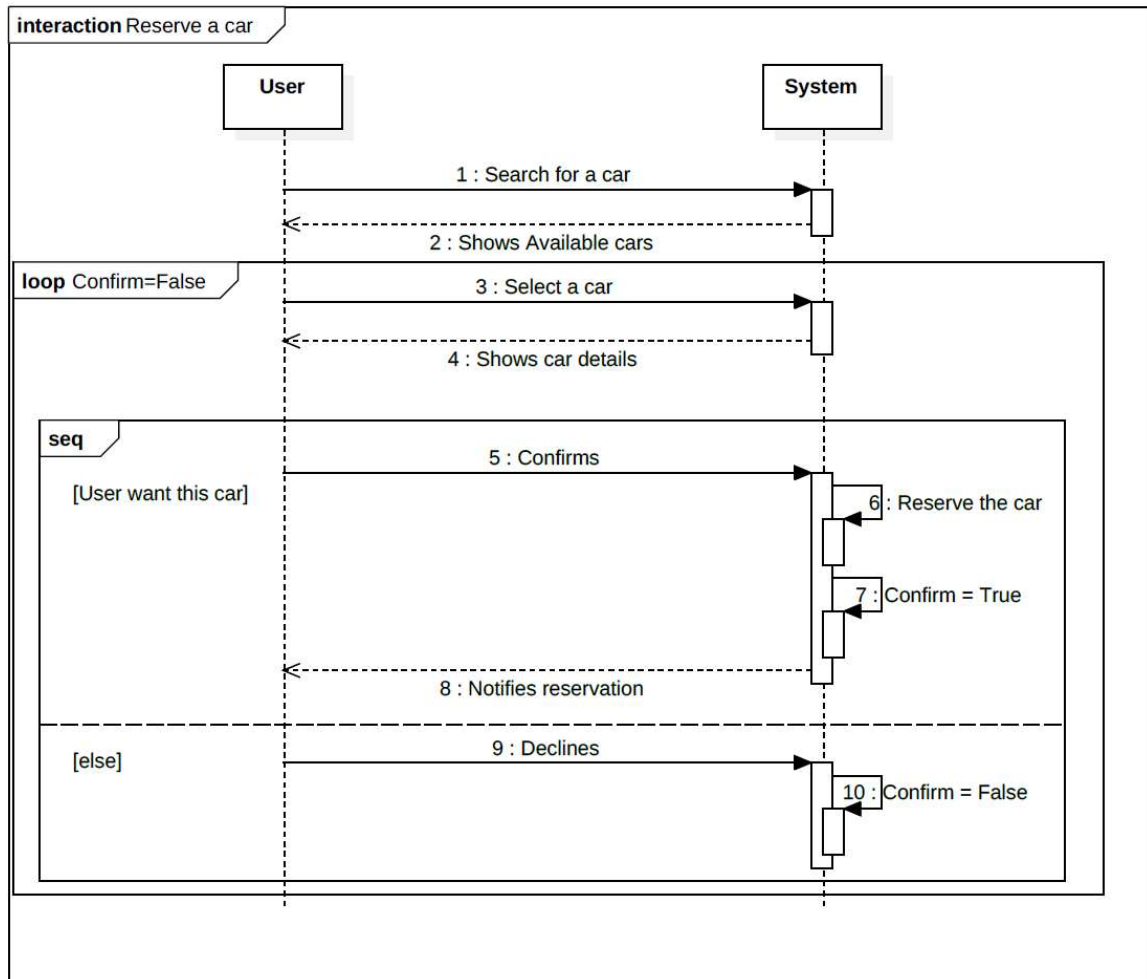 interaction Reserve a car
User
System
1 : Search for a car
2 : Shows Available cars
loop Confirm=False
3 : Select a car
4 : Shows car details
seq
5 : Confirms
[User want this car]
6 : Reserve the car
7 : Confirm = True
8 : Notifies reservation
9 : Declines
[else]
10 : Confirm = False